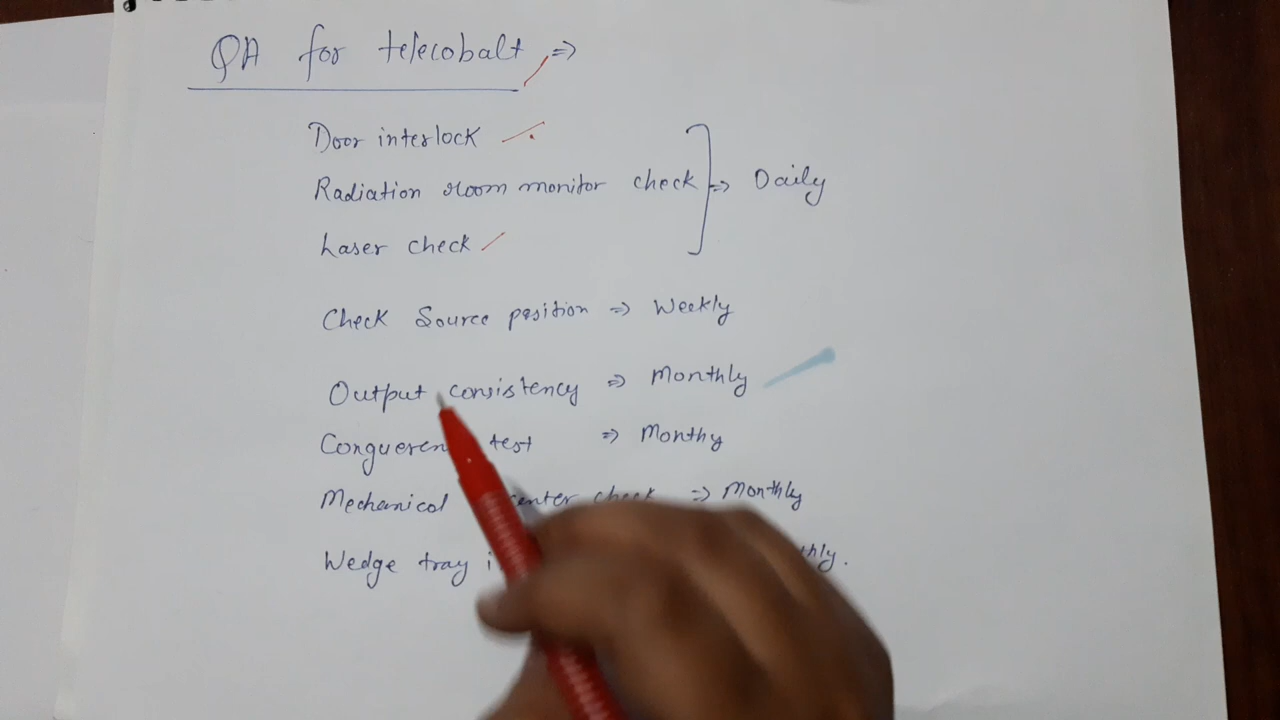 QA for telecobalt ⇒
Door interlock
Radiation room monitor check ⇒ Daily
Laser check
Check Source position ⇒ Weekly
Output consistency ⇒ Monthly
Congueren test ⇒ Monthy
Mechanical center check ⇒ Monthly
Wedge tray